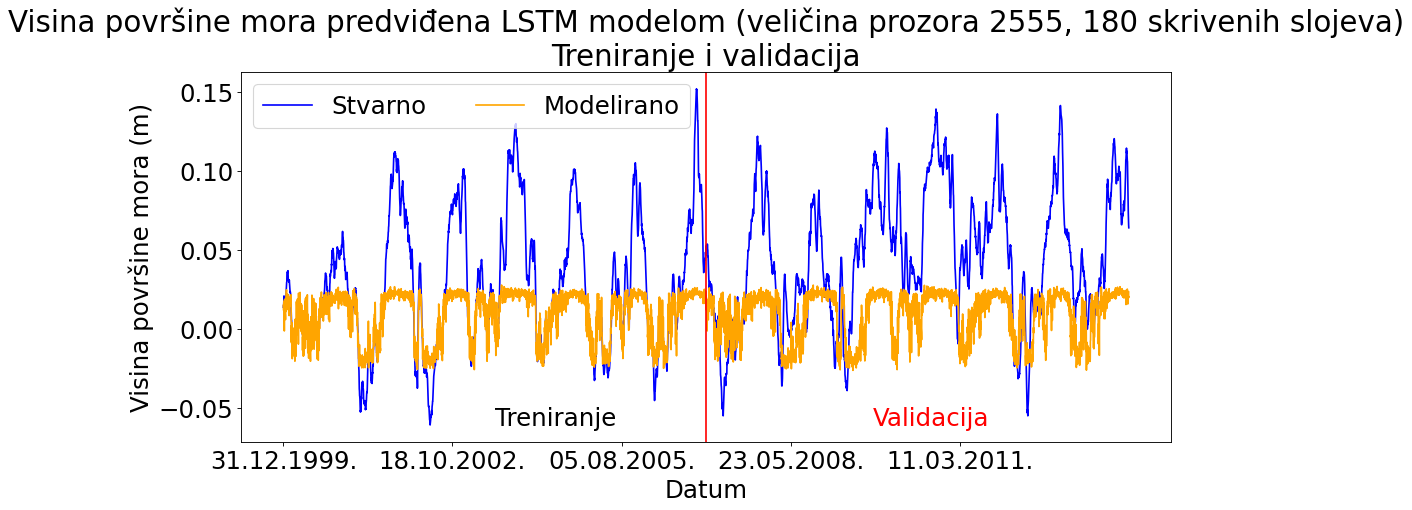 Visina površine mora predviđena LSTM modelom (veličina prozora 2555, 180 skrivenih slojeva)
Treniranje i validacija
Stvarno Modelirano
Visina površine mora (m)
0.15
0.10
0.05
0.00
−0.05
Treniranje Validacija
31.12.1999. 18.10.2002. 05.08.2005. 23.05.2008. 11.03.2011.
Datum